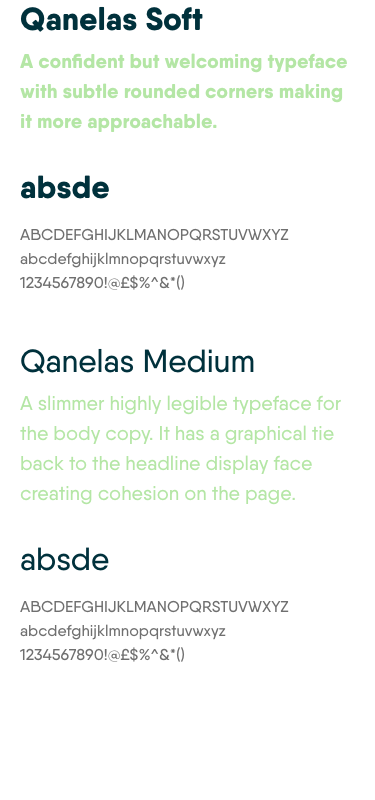 Qanelas Soft
A confident but welcoming typeface
with subtle rounded corners making
it more approachable.
absde
ABCDEFGHIJKLMANOPQRSTUVWXYZ
abcdefghijklmnopqrstuvwxyz
1234567890!@£$%^&*()
Qanelas Medium
A slimmer highly legible typeface for
the body copy. It has a graphical tie
back to the headline display face
creating cohesion on the page.
absde
ABCDEFGHIJKLMANOPQRSTUVWXYZ
abcdefghijklmnopqrstuvwxyz
1234567890!@£$%^&*()